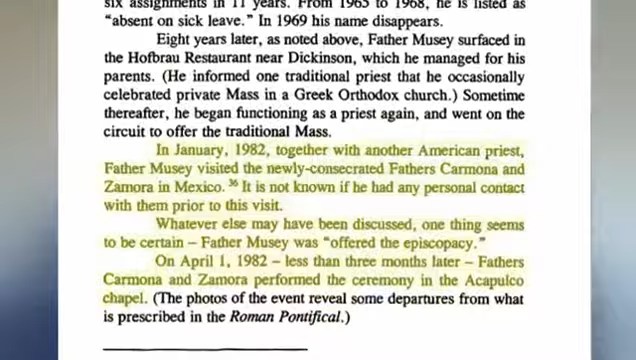 six assignments in 11 years. From 1965 to 1968, he is listed as
“absent on sick leave.” In 1969 his name disappears.
Eight years later, as noted above, Father Musey surfaced in
the Hofbrau Restaurant near Dickinson, which he managed for his
parents. (He informed one traditional priest that he occasionally
celebrated private Mass in a Greek Orthodox church.) Sometime
thereafter, he began functioning as a priest again, and went on the
circuit to offer the traditional Mass.
In January, 1982, together with another American priest,
Father Musey visited the newly-consecrated Fathers Carmona and
Zamora in Mexico. 36 It is not known if he had any personal contact
with them prior to this visit.
Whatever else may have been discussed, one thing seems
to be certain – Father Musey was “offered the episcopacy.”
On April 1, 1982 – less than three months later – Fathers
Carmona and Zamora performed the ceremony in the Acapulco
chapel. (The photos of the event reveal some departures from what
is prescribed in the Roman Pontifical.)